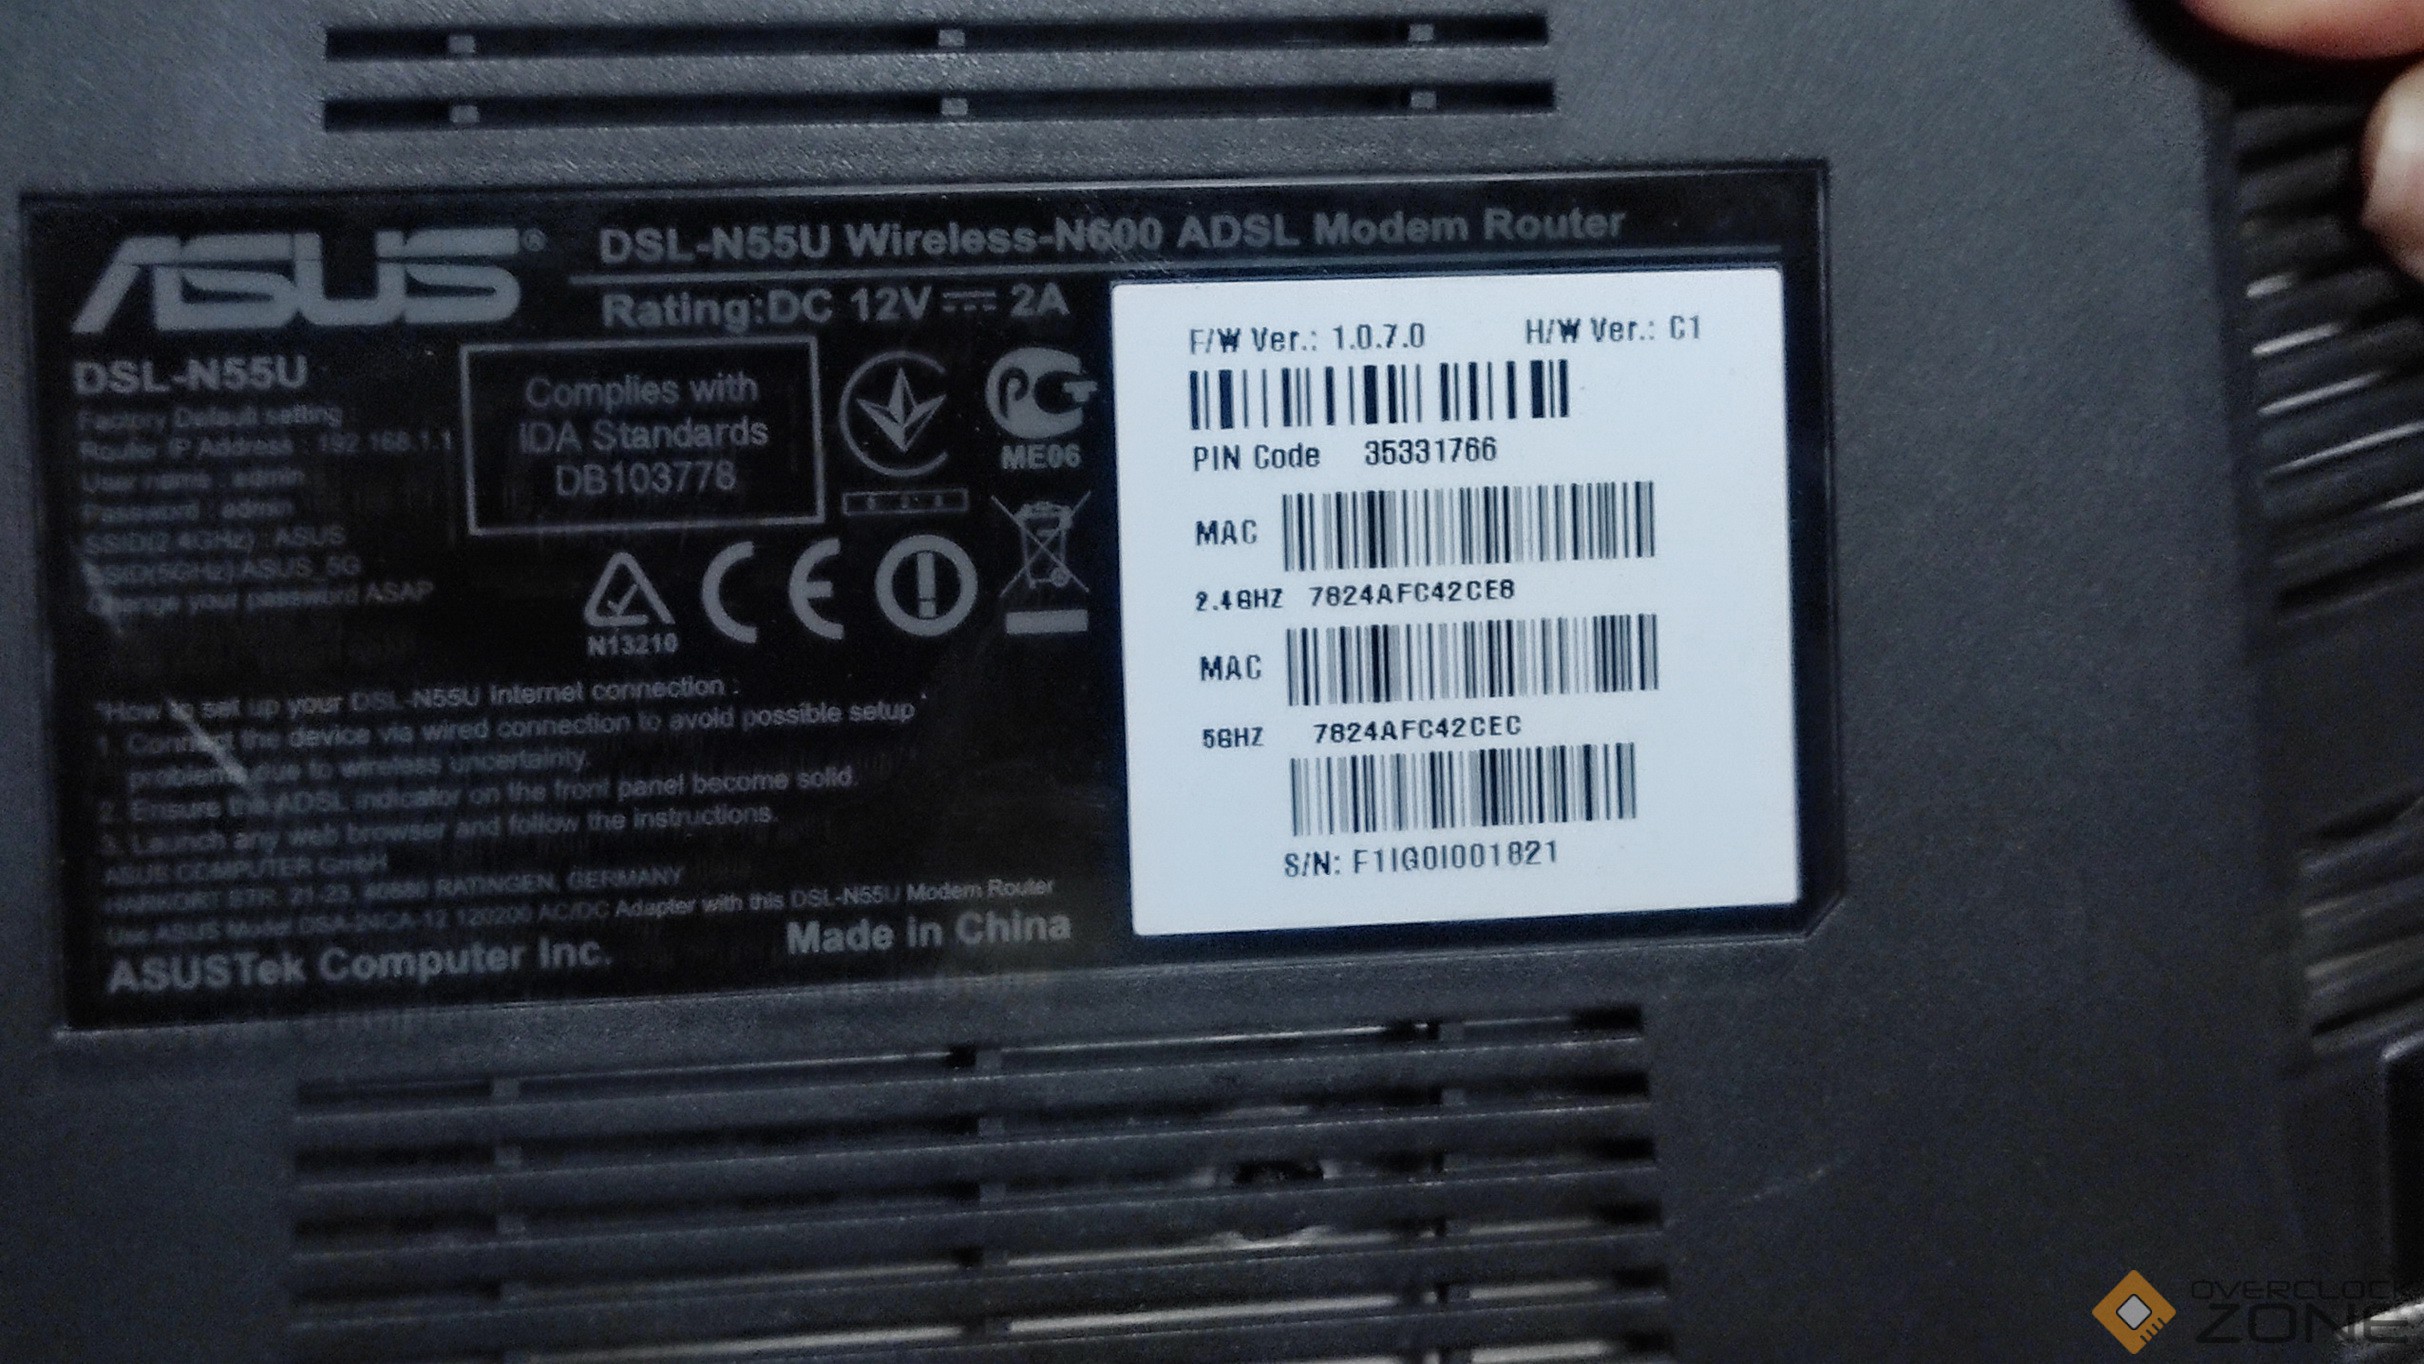 ASUS®
DSL-N55U Wireless-N600 ADSL Modem Router
Rating:DC 12V 2A
DSL-N55U
Factory Default setting
Router IP Address : 192.168.1.1
User name : admin
Password : admin
SSID(2.4GHz) : ASUS
SSID(5GHz):ASUS_5G
Change your password ASAP
Complies with
IDA Standards
DB103778
ME06
N13210
*How to set up your DSL-N55U Internet connection :
1. Connect the device via wired connection to avoid possible setup
problems due to wireless uncertainty.
2. Ensure the ADSL indicator on the front panel become solid.
3. Launch any web browser and follow the instructions.
ASUS COMPUTER GmbH
HARKORT STR. 21-23, 40880 RATINGEN, GERMANY
Use ASUS Model DSA-24CA-12 120200 AC/DC Adapter with this DSL-N55U Modem Router
ASUSTek Computer Inc.
Made in China
F/W Ver.: 1.0.7.0 H/W Ver.: C1
PIN Code 35331766
MAC
2.4GHZ 7824AFC42CE8
MAC
5GHZ 7824AFC42CEC
S/N: F1IG0I001821
OVERCLOCK
ZONE